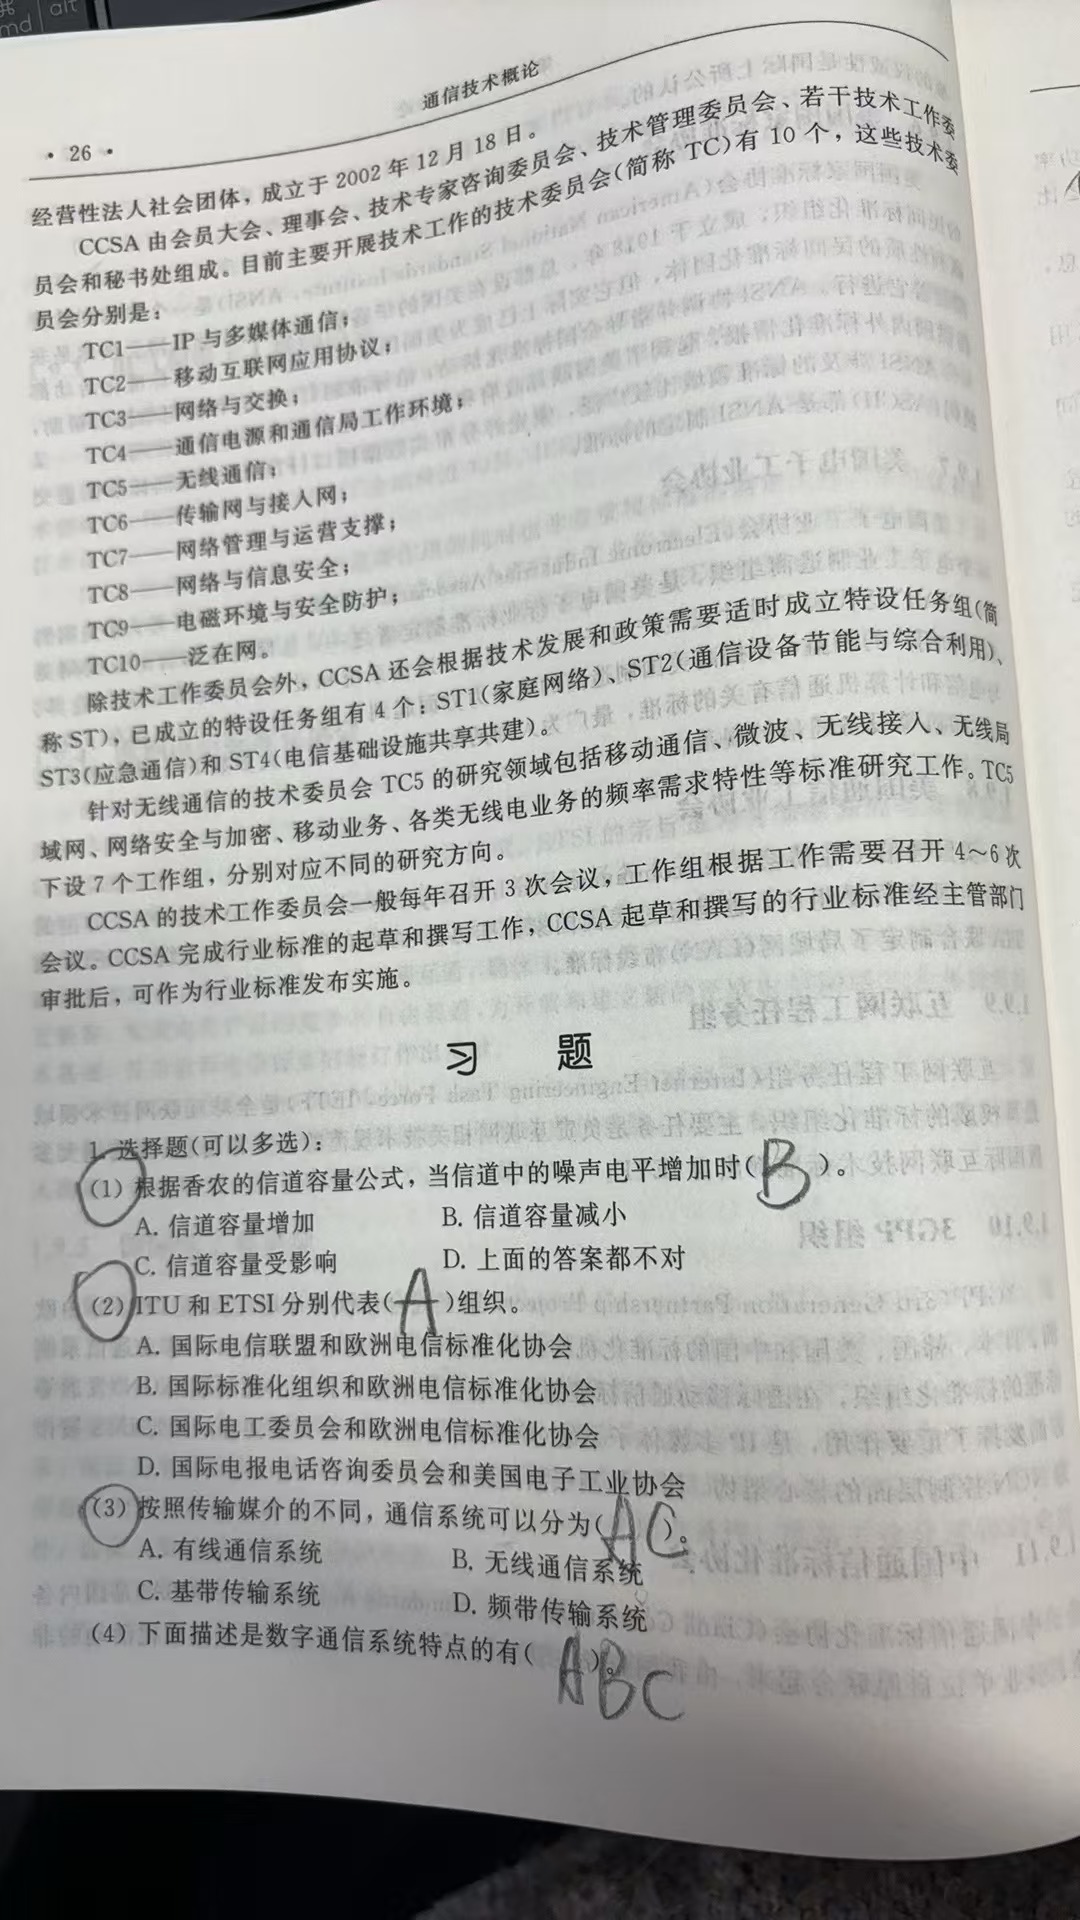 alt
通信技术概论
· 26 ·
经营性法人社会团体，成立于 2002 年 12 月 18 日。
CCSA 由会员大会、理事会、技术专家咨询委员会、技术管理委员会、若干技术工作委
员会和秘书处组成。目前主要开展技术工作的技术委员会(简称 TC)有 10 个，这些技术委
员会分别是：
TC1——IP 与多媒体通信；
TC2——移动互联网应用协议；
TC3——网络与交换；
TC4——通信电源和通信局工作环境；
TC5——无线通信；
TC6——传输网与接入网；
TC7——网络管理与运营支撑；
TC8——网络与信息安全；
TC9——电磁环境与安全防护；
TC10——泛在网。
除技术工作委员会外，CCSA 还会根据技术发展和政策需要适时成立特设任务组(简
称 ST)，已成立的特设任务组有 4 个：ST1(家庭网络)、ST2(通信设备节能与综合利用)、
ST3(应急通信)和 ST4(电信基础设施共享共建)。
针对无线通信的技术委员会 TC5 的研究领域包括移动通信、微波、无线接入、无线局
域网、网络安全与加密、移动业务、各类无线电业务的频率需求特性等标准研究工作。TC5
下设 7 个工作组，分别对应不同的研究方向。
CCSA 的技术工作委员会一般每年召开 3 次会议，工作组根据工作需要召开 4～6 次
会议。CCSA 完成行业标准的起草和撰写工作，CCSA 起草和撰写的行业标准经主管部门
审批后，可作为行业标准发布实施。
习 题
1. 选择题(可以多选)：
(1) 根据香农的信道容量公式，当信道中的噪声电平增加时( B )。
A. 信道容量增加 B. 信道容量减小
C. 信道容量受影响 D. 上面的答案都不对
(2) ITU 和 ETSI 分别代表( A )组织。
A. 国际电信联盟和欧洲电信标准化协会
B. 国际标准化组织和欧洲电信标准化协会
C. 国际电工委员会和欧洲电信标准化协会
D. 国际电报电话咨询委员会和美国电子工业协会
(3) 按照传输媒介的不同，通信系统可以分为( AC )。
A. 有线通信系统 B. 无线通信系统
C. 基带传输系统 D. 频带传输系统
(4) 下面描述是数字通信系统特点的有( ABC )。